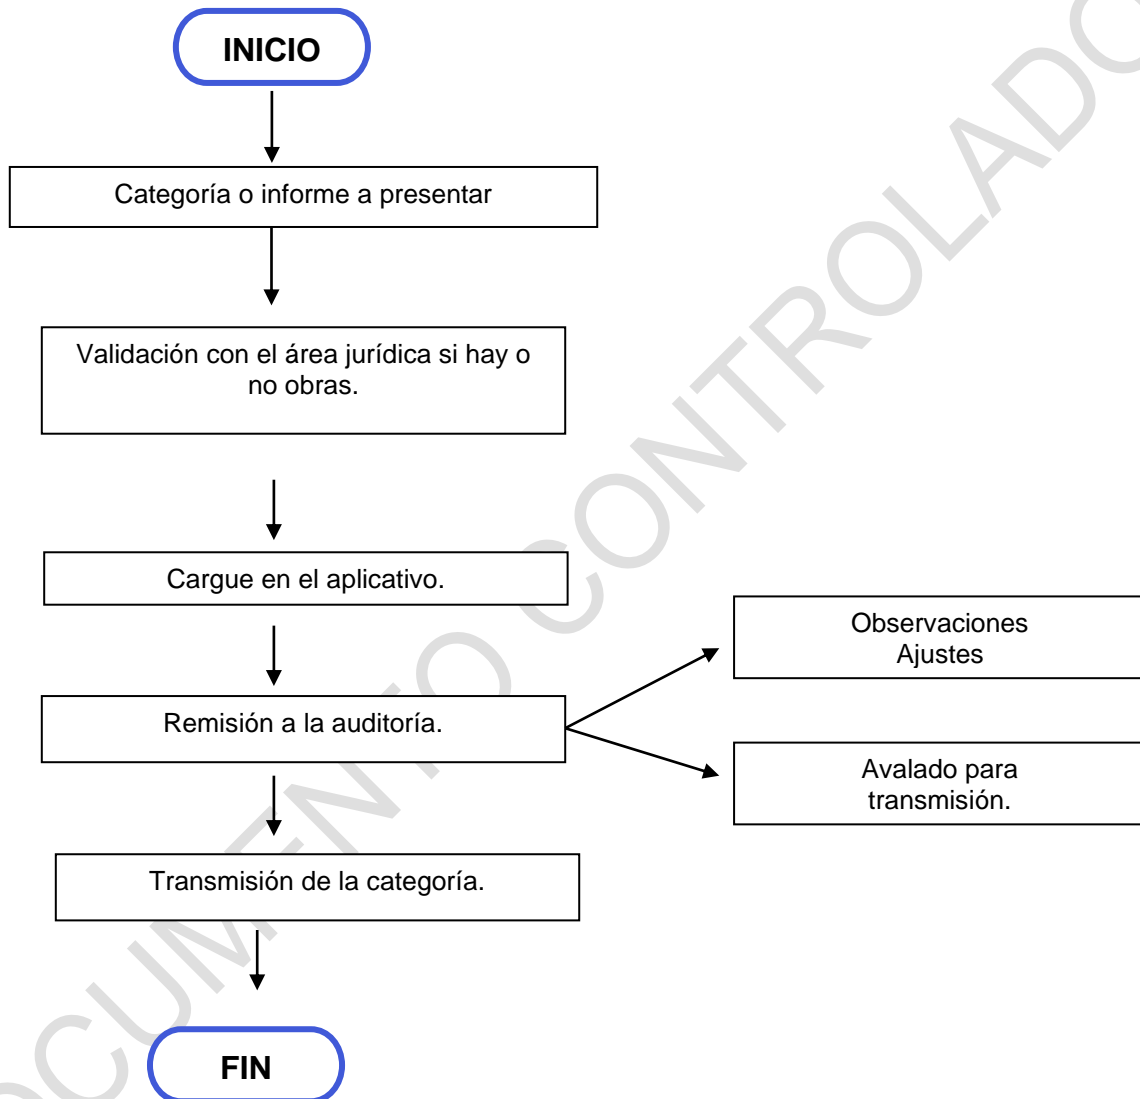 INICIO
Categoría o informe a presentar
Validación con el área jurídica si hay o
no obras.
Cargue en el aplicativo.
Observaciones
Ajustes
Remisión a la auditoría.
Avalado para
transmisión.
Transmisión de la categoría.
FIN
OCUMENTO CONTROLADO